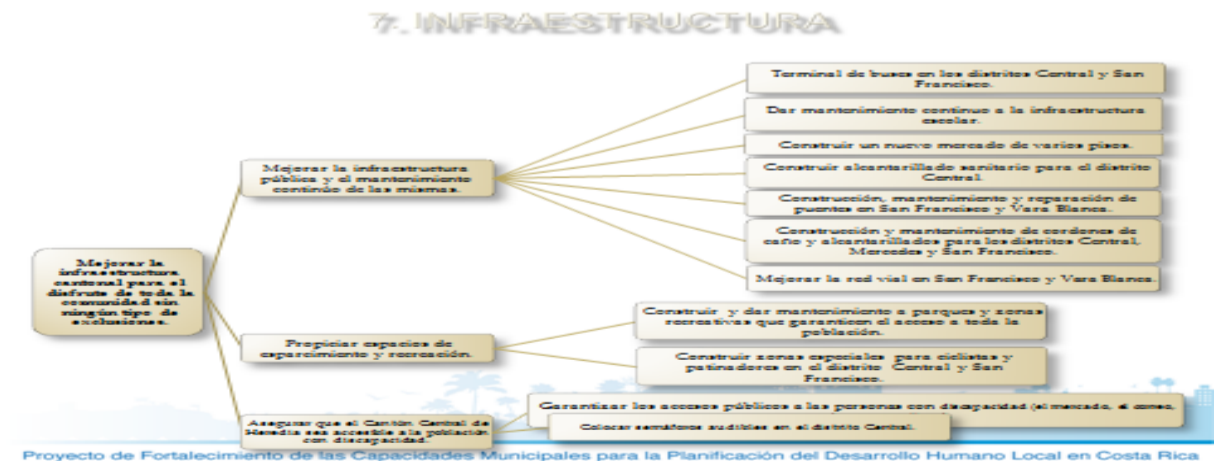 7. INFRAESTRUCTURA
Terminal de buses en los distritos Central y San
Francisco.
Dar mantenimiento continuo a la infraestructura
escolar.
Construir un nuevo mercado de varios pisos.
Construir alcantarillado sanitario para el distrito
Central.
Construcción, mantenimiento y reparación de
puentes en San Francisco y Vara Blanca.
Construcción y mantenimiento de cordones de
caño y alcantarillados para los distritos Central,
Mercedes y San Francisco.
Mejorar la red vial en San Francisco y Vara Blanca.
Mejorar la infraestructura
pública y el mantenimiento
continúo de las mismas.
Mejorar la
infraestructura
cantonal para el
disfrute de toda la
comunidad sin
ningún tipo de
exclusiones.
Propiciar espacios de
esparcimiento y recreación.
Construir y dar mantenimiento a parques y zonas
recreativas que garanticen el acceso a toda la
población.
Construir zonas especiales para ciclistas y
patinadores en el distrito Central y San
Francisco.
Asegurar que el Cantón Central de
Heredia sea accesible a la población
con discapacidad.
Garantizar los accesos públicos a las personas con discapacidad (el mercado, el correo,
Colocar semáforos audibles en el distrito Central.
Proyecto de Fortalecimiento de las Capacidades Municipales para la Planificación del Desarrollo Humano Local en Costa Rica